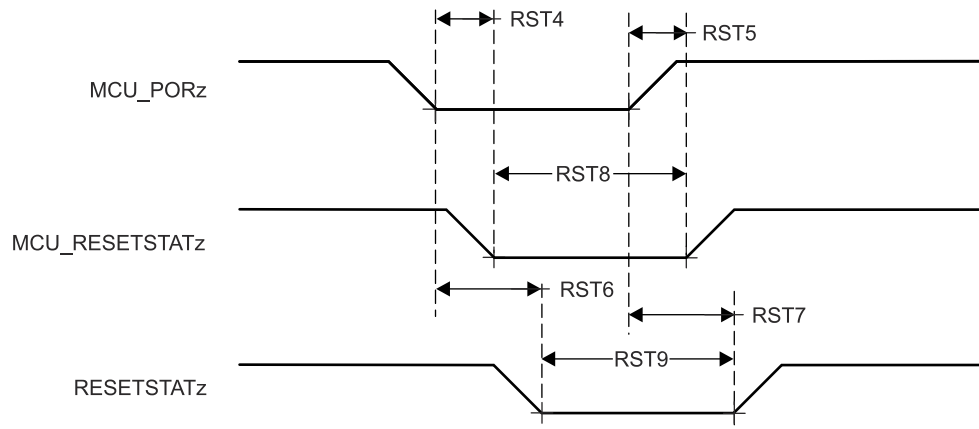 RST4
RST5
MCU_PORz
RST8
MCU_RESETSTATz
RST6
RST7
RST9
RESETSTATz